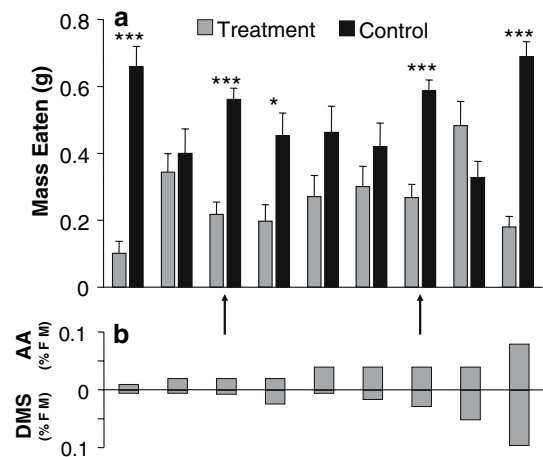 a
Treatment Control
Mass Eaten (g)
0.8
0.6
0.4
0.2
0
*** *** * *** ***
b
AA
(% F M)
DMS
(% F M)
0.1
0
0.1